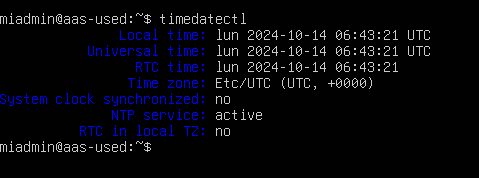 miadmin@aas-used:~$ timedatectl
Local time: lun 2024-10-14 06:43:21 UTC
Universal time: lun 2024-10-14 06:43:21 UTC
RTC time: lun 2024-10-14 06:43:21
Time zone: Etc/UTC (UTC, +0000)
System clock synchronized: no
NTP service: active
RTC in local TZ: no
miadmin@aas-used:~$